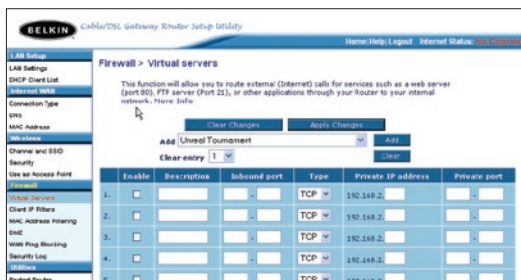 BELKIN
Cable/DSL Gateway Router Setup Utility
Home|Help|Logout Internet Status:
LAN Setup
LAN Settings
DHCP Client List
Internet WAN
Connection Type
DNS
MAC Address
Wireless
Channel and SSID
Security
Use as Access Point
Firewall
Virtual Servers
Client IP Filters
MAC Address Filtering
DMZ
WAN Ping Blocking
Security Log
Utilities
Firewall > Virtual servers
This function will allow you to route external (Internet) calls for services such as a web server
(port 80), FTP server (Port 21), or other applications through your Router to your internal
network. More Info
Clear Changes Apply Changes
Add Unreal Tournament Add
Clear entry 1 Clear
Enable Description Inbound port Type Private IP address Private port
1. - TCP 192.168.2. -
2. - TCP 192.168.2. -
3. - TCP 192.168.2. -
4. - TCP 192.168.2. -
TCP